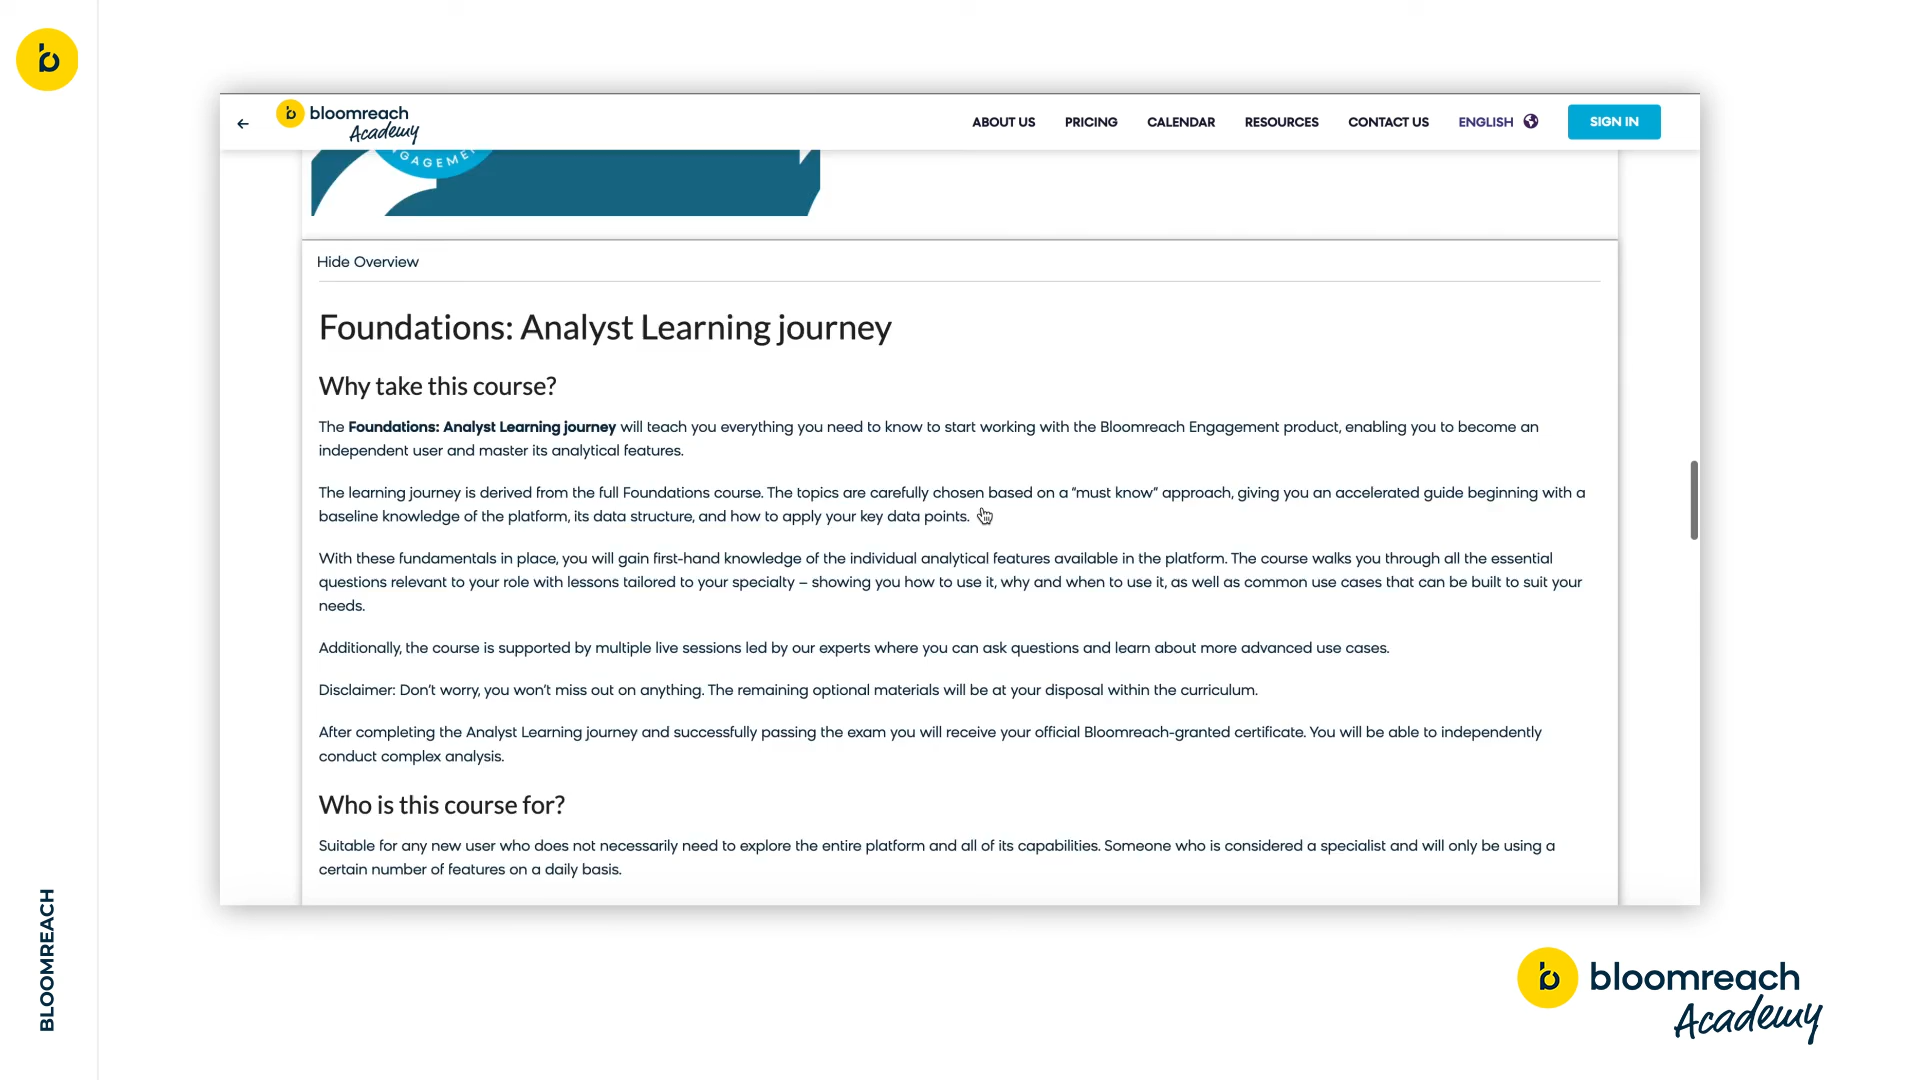 bloomreach
Academy
ABOUT US PRICING CALENDAR RESOURCES CONTACT US ENGLISH SIGN IN
GAGEMEN
Hide Overview
Foundations: Analyst Learning journey
Why take this course?
The Foundations: Analyst Learning journey will teach you everything you need to know to start working with the Bloomreach Engagement product, enabling you to become an
independent user and master its analytical features.
The learning journey is derived from the full Foundations course. The topics are carefully chosen based on a “must know” approach, giving you an accelerated guide beginning with a
baseline knowledge of the platform, its data structure, and how to apply your key data points.
With these fundamentals in place, you will gain first-hand knowledge of the individual analytical features available in the platform. The course walks you through all the essential
questions relevant to your role with lessons tailored to your specialty – showing you how to use it, why and when to use it, as well as common use cases that can be built to suit your
needs.
Additionally, the course is supported by multiple live sessions led by our experts where you can ask questions and learn about more advanced use cases.
Disclaimer: Don’t worry, you won’t miss out on anything. The remaining optional materials will be at your disposal within the curriculum.
After completing the Analyst Learning journey and successfully passing the exam you will receive your official Bloomreach-granted certificate. You will be able to independently
conduct complex analysis.
Who is this course for?
Suitable for any new user who does not necessarily need to explore the entire platform and all of its capabilities. Someone who is considered a specialist and will only be using a
certain number of features on a daily basis.
BLOOMREACH
bloomreach
Academy